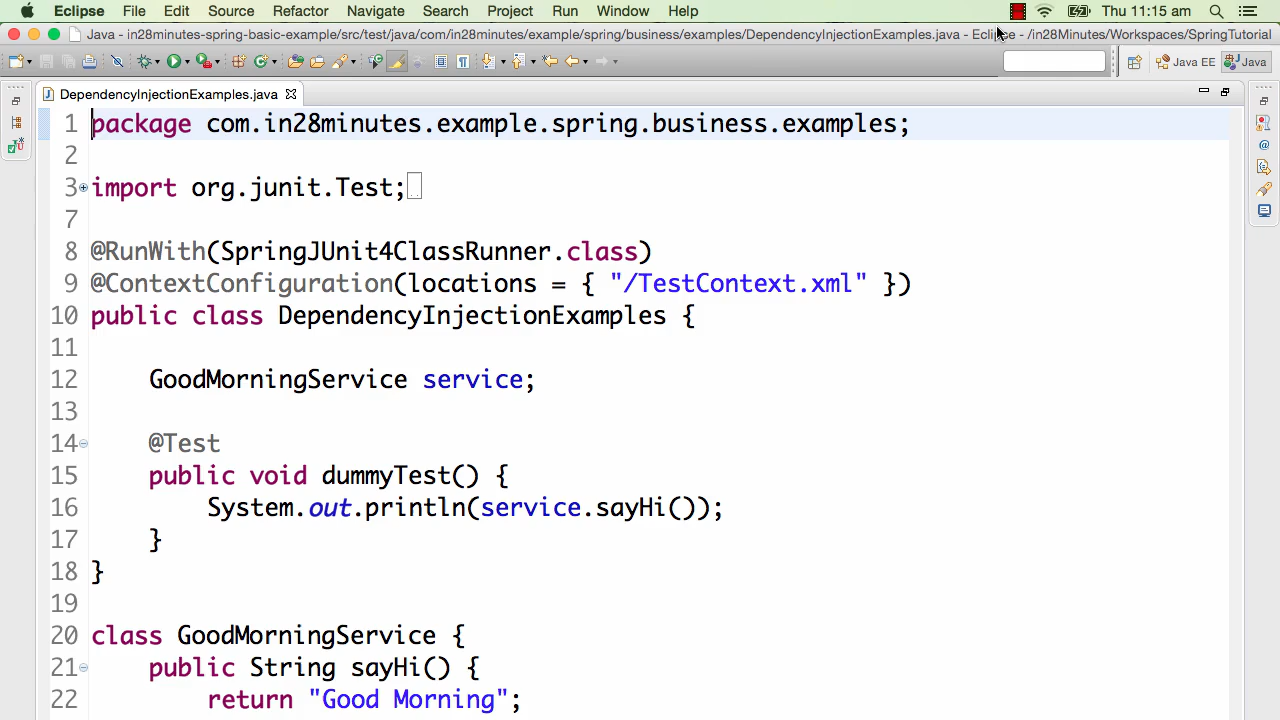 Eclipse File Edit Source Refactor Navigate Search Project Run Window Help Thu 11:15 am
Java - in28minutes-spring-basic-example/src/test/java/com/in28minutes/example/spring/business/examples/DependencyInjectionExamples.java - Eclipse - /in28Minutes/Workspaces/SpringTutorial
Java EE Java
DependencyInjectionExamples.java
1 package com.in28minutes.example.spring.business.examples;
2
3 import org.junit.Test;
7
8 @RunWith(SpringJUnit4ClassRunner.class)
9 @ContextConfiguration(locations = { "/TestContext.xml" })
10 public class DependencyInjectionExamples {
11
12 GoodMorningService service;
13
14 @Test
15 public void dummyTest() {
16 System.out.println(service.sayHi());
17 }
18 }
19
20 class GoodMorningService {
21 public String sayHi() {
22 return "Good Morning";